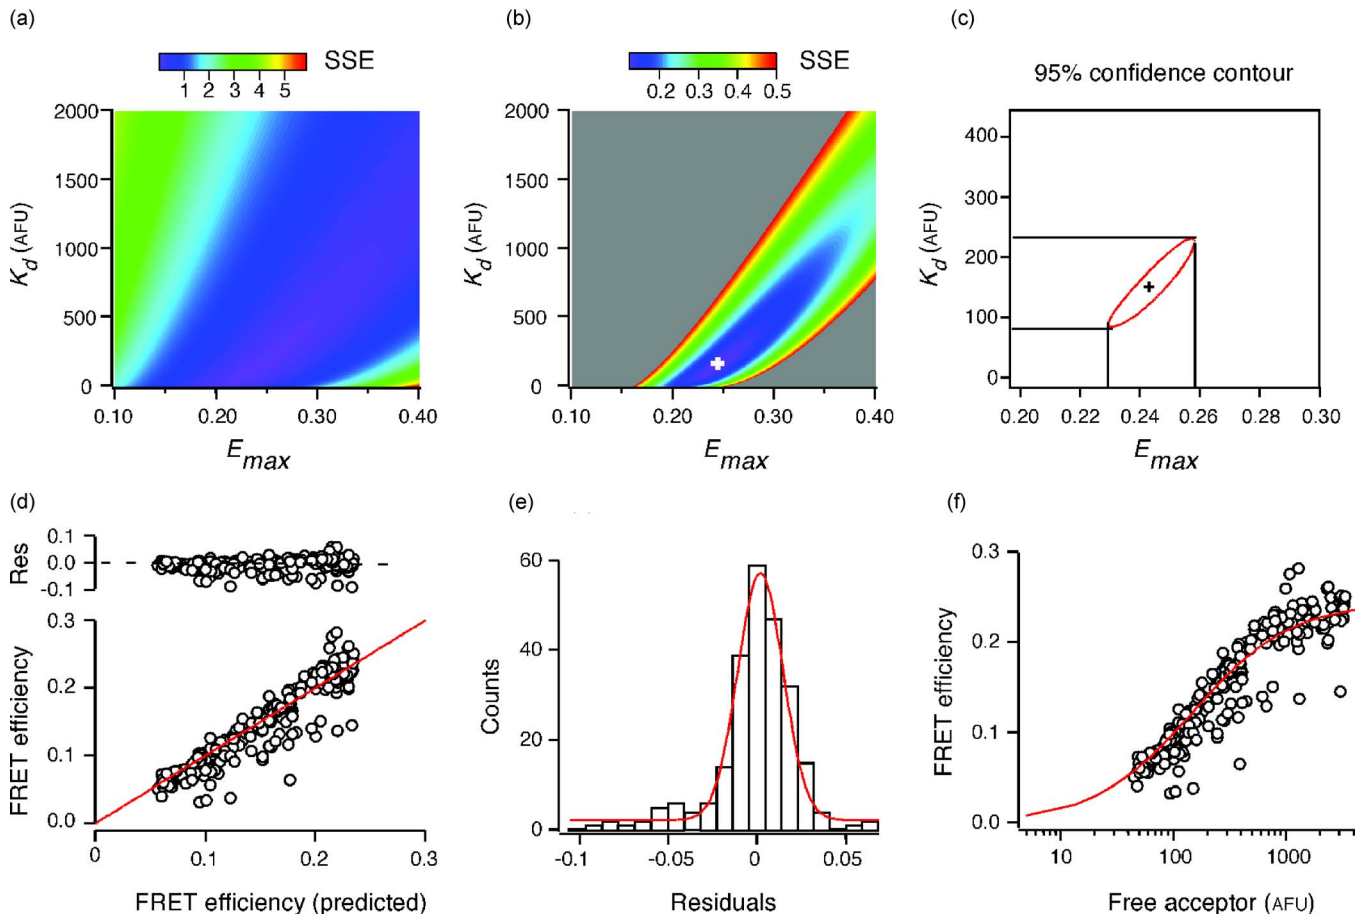 (a)
SSE
1 2 3 4 5
2000
1500
1000
500
0
K_d (AFU)
0.10 0.20 0.30 0.40
E_max
(b)
SSE
0.2 0.3 0.4 0.5
2000
1500
1000
500
0
K_d (AFU)
0.10 0.20 0.30 0.40
E_max
(c)
95% confidence contour
400
300
200
100
0
K_d (AFU)
0.20 0.22 0.24 0.26 0.28 0.30
E_max
(d)
Res
0.1
0.0
-0.1
FRET efficiency
0.3
0.2
0.1
0.0
0 0.1 0.2 0.3
FRET efficiency (predicted)
(e)
Counts
60
40
20
0
-0.1 -0.05 0 0.05
Residuals
(f)
FRET efficiency
0.3
0.2
0.1
0.0
10 100 1000
Free acceptor (AFU)